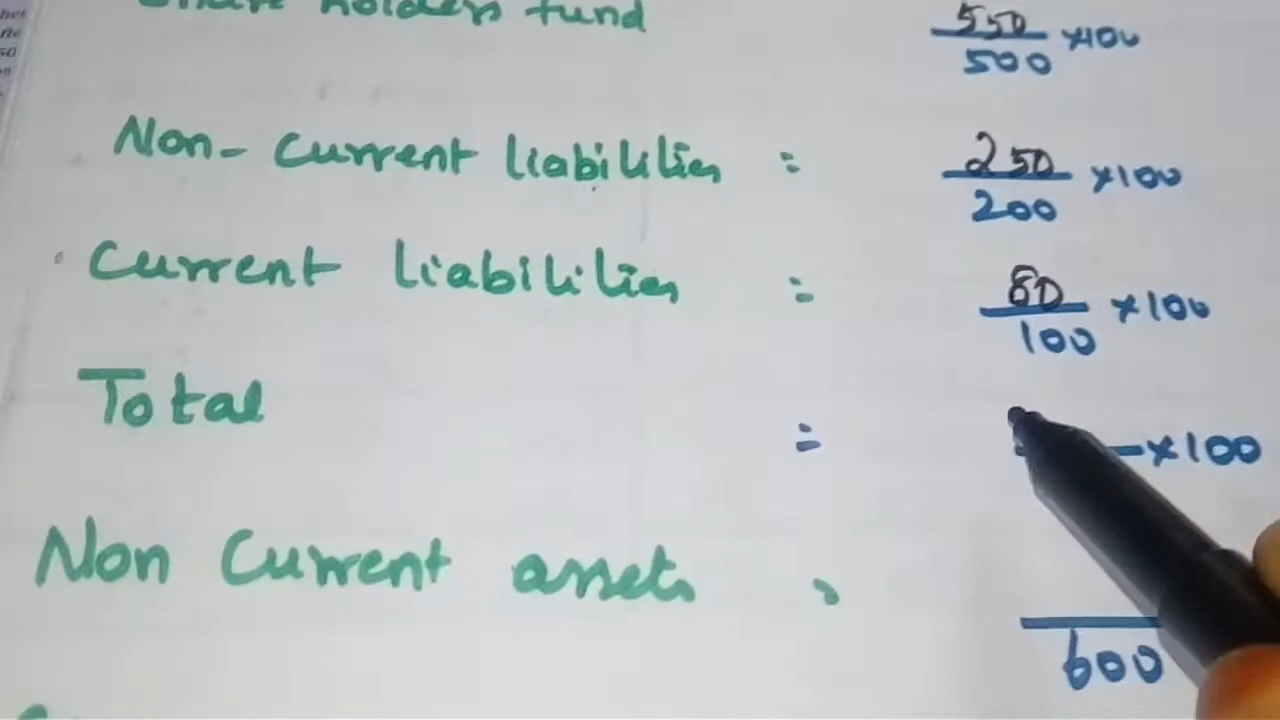 Share holders fund 550/500 ×100
Non-Current liabilities = 250/200 ×100
Current liabilities = 80/100 ×100
Total = ×100
Non Current assets = 600